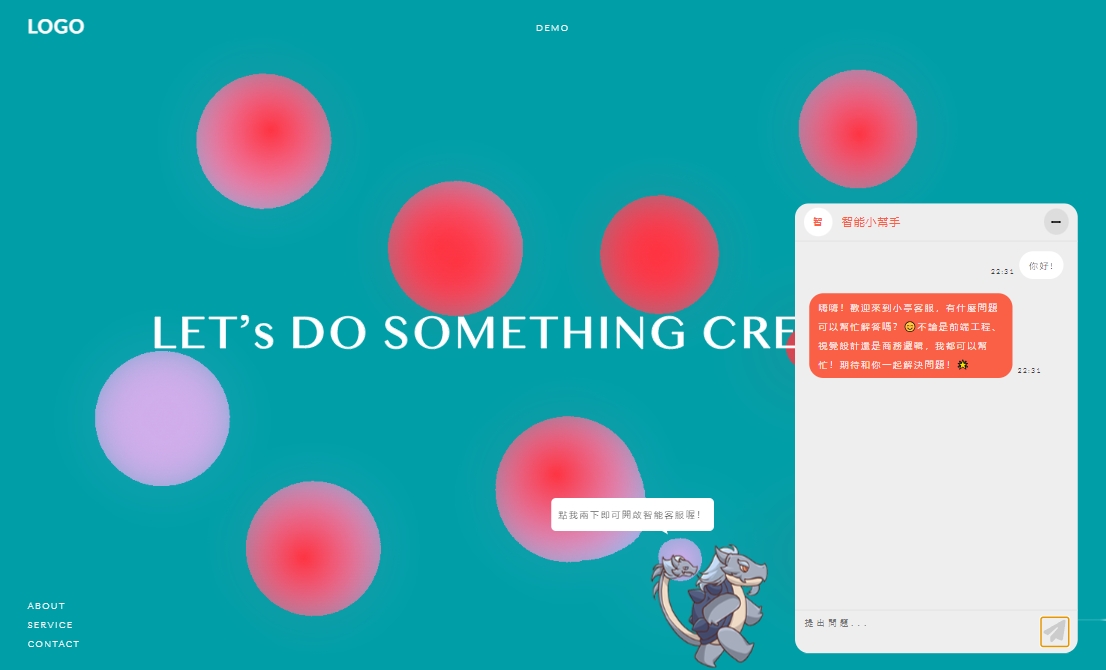 LOGO
DEMO
智
智能小幫手
22:31
你好!
嗨嗨! 歡迎來到小亭客服, 有什麼問題
可以幫忙解答嗎? 😊不論是前端工程、
視覺設計還是商務邏輯, 我都可以幫
忙! 期待和你一起解決問題! 🌟
22:31
LET’s DO SOMETHING CRE
點我兩下即可開啟智能客服喔!
ABOUT
SERVICE
CONTACT
提出問題...